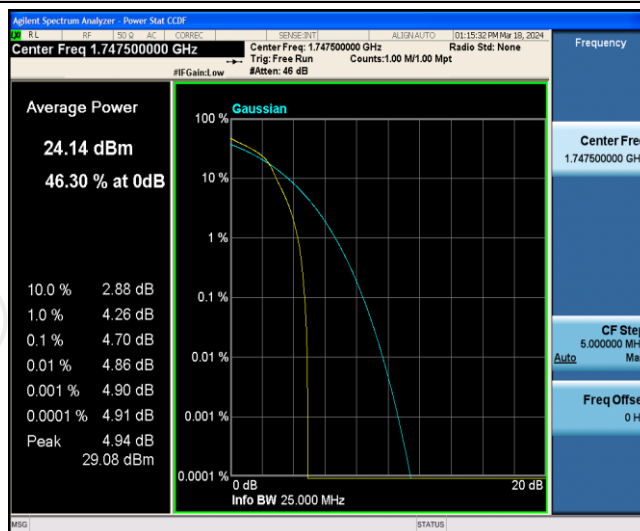 Agilent Spectrum Analyzer - Power Stat CCDF
RL RF 50 Ω AC CORREC SENSE:INT ALIGNAUTO 01:15:32 PM Mar 18, 2024
Center Freq 1.747500000 GHz
Center Freq: 1.747500000 GHz Radio Std: None
Trig: Free Run Counts:1.00 M/1.00 Mpt
#IFGain:Low #Atten: 46 dB
Frequency
Average Power
24.14 dBm
46.30 % at 0dB
10.0 % 2.88 dB
1.0 % 4.26 dB
0.1 % 4.70 dB
0.01 % 4.86 dB
0.001 % 4.90 dB
0.0001 % 4.91 dB
Peak 4.94 dB
29.08 dBm
Gaussian
100 %
10 %
1 %
0.1 %
0.01 %
0.001 %
0.0001 %
0 dB 20 dB
Info BW 25.000 MHz
Center Fre
1.747500000 GH
CF Step
5.000000 MH
Auto Ma
Freq Offse
0 H
MSG STATUS